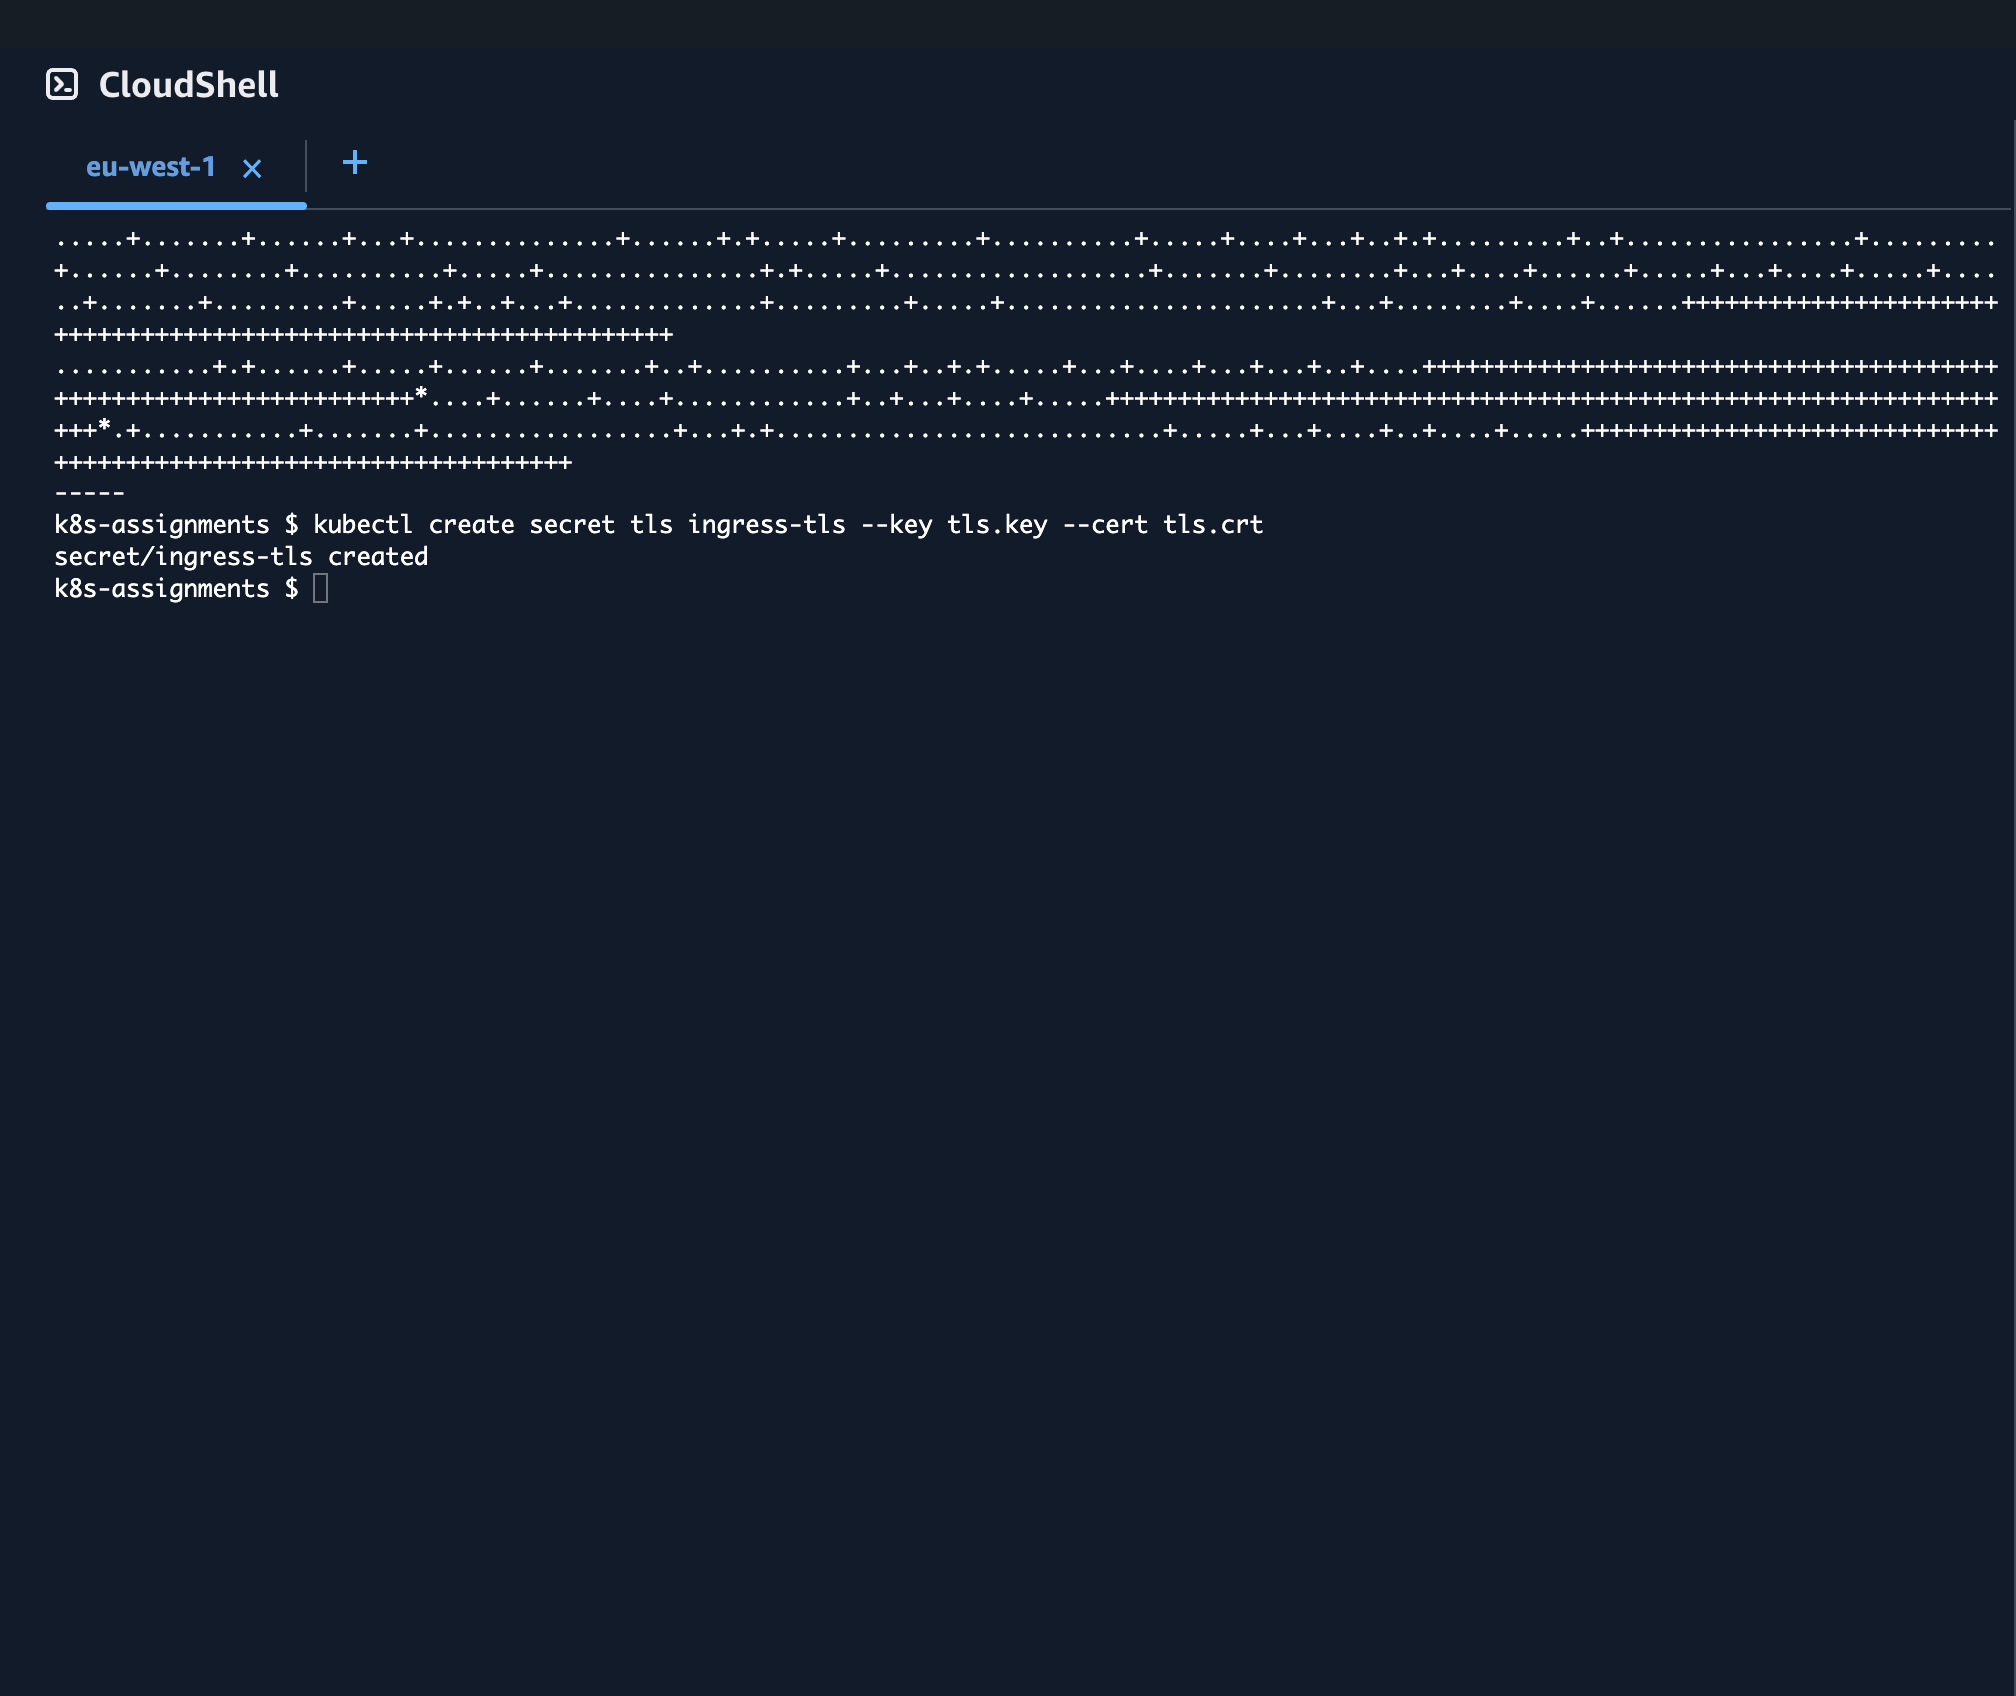 CloudShell
eu-west-1
.....+.......+......+...+..............+......+.+.....+.........+..........+.....+....+...+..+.+.........+..+................+.........
+......+........+..........+.....+...............+.+.....+..................+.......+........+...+....+......+.....+...+....+.....+....
..+.......+.........+.....+.+..+...+.............+.........+.....+......................+...+........+....+......++++++++++++++++++++++
+++++++++++++++++++++++++++++++++++++++++++
...........+.+......+.....+......+.......+..+..........+...+..+.+.....+...+....+...+...+..+....++++++++++++++++++++++++++++++++++++++++
+++++++++++++++++++++++++*....+......+....+............+..+...+....+.....++++++++++++++++++++++++++++++++++++++++++++++++++++++++++++++
+++*.+...........+.......+.................+...+.+...........................+.....+...+....+..+....+.....+++++++++++++++++++++++++++++
++++++++++++++++++++++++++++++++++++
-----
k8s-assignments $ kubectl create secret tls ingress-tls --key tls.key --cert tls.crt
secret/ingress-tls created
k8s-assignments $